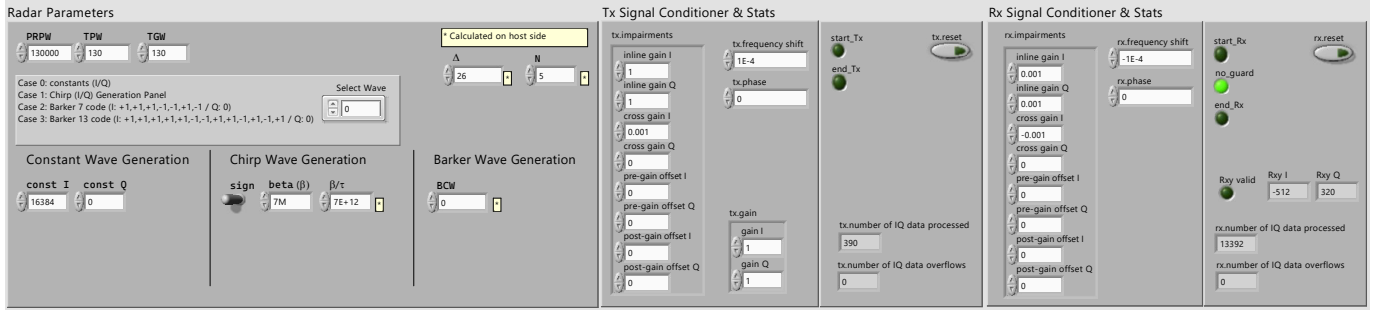 Radar Parameters
PRPW TPW TGW
130000 130 130
* Calculated on host side
Δ N
26 * 5 *
Case 0: constants (I/Q)
Case 1: Chirp (I/Q) Generation Panel
Case 2: Barker 7 code (I: +1,+1,+1,-1,-1,+1,-1 / Q: 0)
Case 3: Barker 13 code (I: +1,+1,+1,+1,+1,-1,-1,+1,+1,-1,+1,-1,+1 / Q: 0)
Select Wave
0
Constant Wave Generation
const I const Q
16384 0
Chirp Wave Generation
sign beta (β) β/τ
7M 7E+12 *
Barker Wave Generation
BCW
0 *
Tx Signal Conditioner & Stats
tx.impairments
inline gain I
1
inline gain Q
1
cross gain I
0.001
cross gain Q
0
pre-gain offset I
0
pre-gain offset Q
0
post-gain offset I
0
post-gain offset Q
0
tx.frequency shift
1E-4
tx.phase
0
tx.gain
gain I
1
gain Q
1
start_Tx
end_Tx
tx.reset
tx.number of IQ data processed
390
tx.number of IQ data overflows
0
Rx Signal Conditioner & Stats
rx.impairments
inline gain I
0.001
inline gain Q
0.001
cross gain I
-0.001
cross gain Q
0
pre-gain offset I
0
pre-gain offset Q
0
post-gain offset I
0
post-gain offset Q
0
rx.frequency shift
-1E-4
rx.phase
0
start_Rx
no_guard
end_Rx
rx.reset
Rxy valid
Rxy I Rxy Q
-512 320
rx.number of IQ data processed
13392
rx.number of IQ data overflows
0